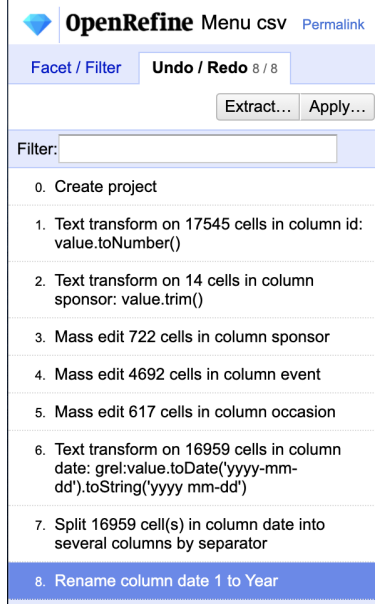 OpenRefine Menu csv Permalink
Facet / Filter Undo / Redo 8 / 8
Extract... Apply...
Filter:
0. Create project
1. Text transform on 17545 cells in column id:
value.toNumber()
2. Text transform on 14 cells in column
sponsor: value.trim()
3. Mass edit 722 cells in column sponsor
4. Mass edit 4692 cells in column event
5. Mass edit 617 cells in column occasion
6. Text transform on 16959 cells in column
date: grel:value.toDate('yyyy-mm-
dd').toString('yyyy mm-dd')
7. Split 16959 cell(s) in column date into
several columns by separator
8. Rename column date 1 to Year